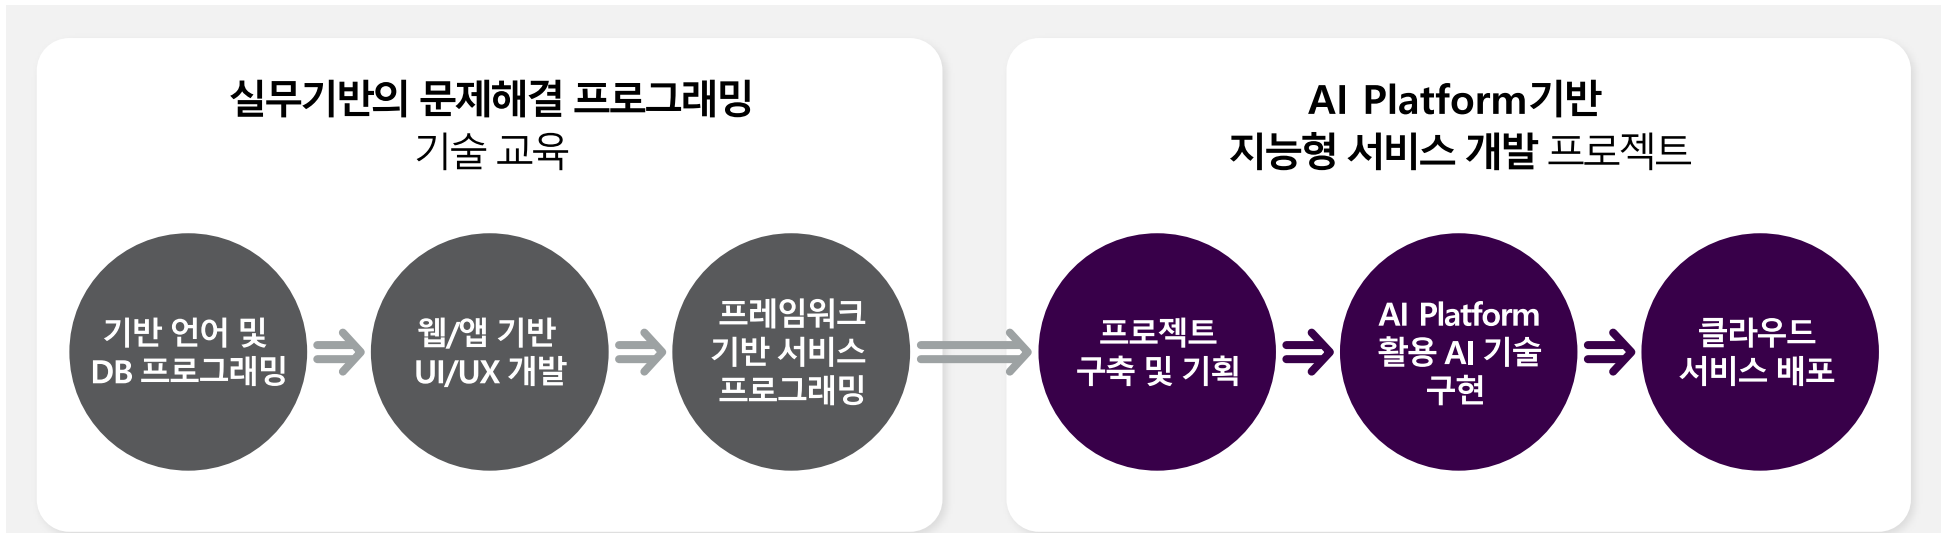 실무기반의 문제해결 프로그래밍
기술 교육
기반 언어 및
DB 프로그래밍
웹/앱 기반
UI/UX 개발
프레임워크
기반 서비스
프로그래밍
AI Platform기반
지능형 서비스 개발 프로젝트
프로젝트
구축 및 기획
AI Platform
활용 AI 기술
구현
클라우드
서비스 배포